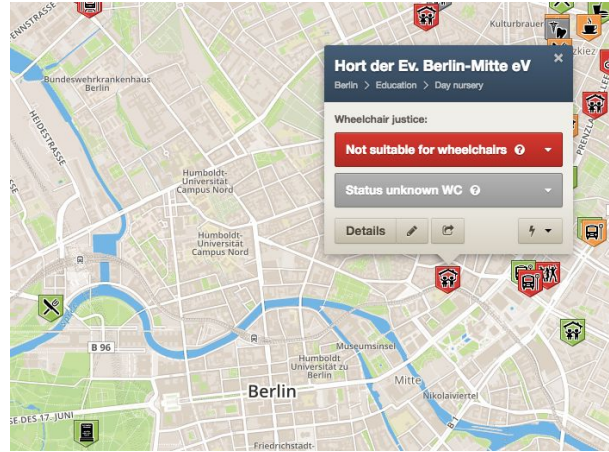 Kulturbrauer
Hort der Ev. Berlin-Mitte eV
Berlin > Education > Day nursery
Wheelchair justice:
Not suitable for wheelchairs
Status unknown WC
Details
Bundeswehrkrankenhaus
Berlin
HEIDESTRASSE
Humboldt-
Universität
Campus Nord
Humboldt-
Universität
Campus Nord
B 96
Museumsinsel
Humboldt
Universität zu
Berlin
Berlin
Mitte
Nikolaiviertel
B 1
SE DES 17. JUNI
Friedrichstadt-